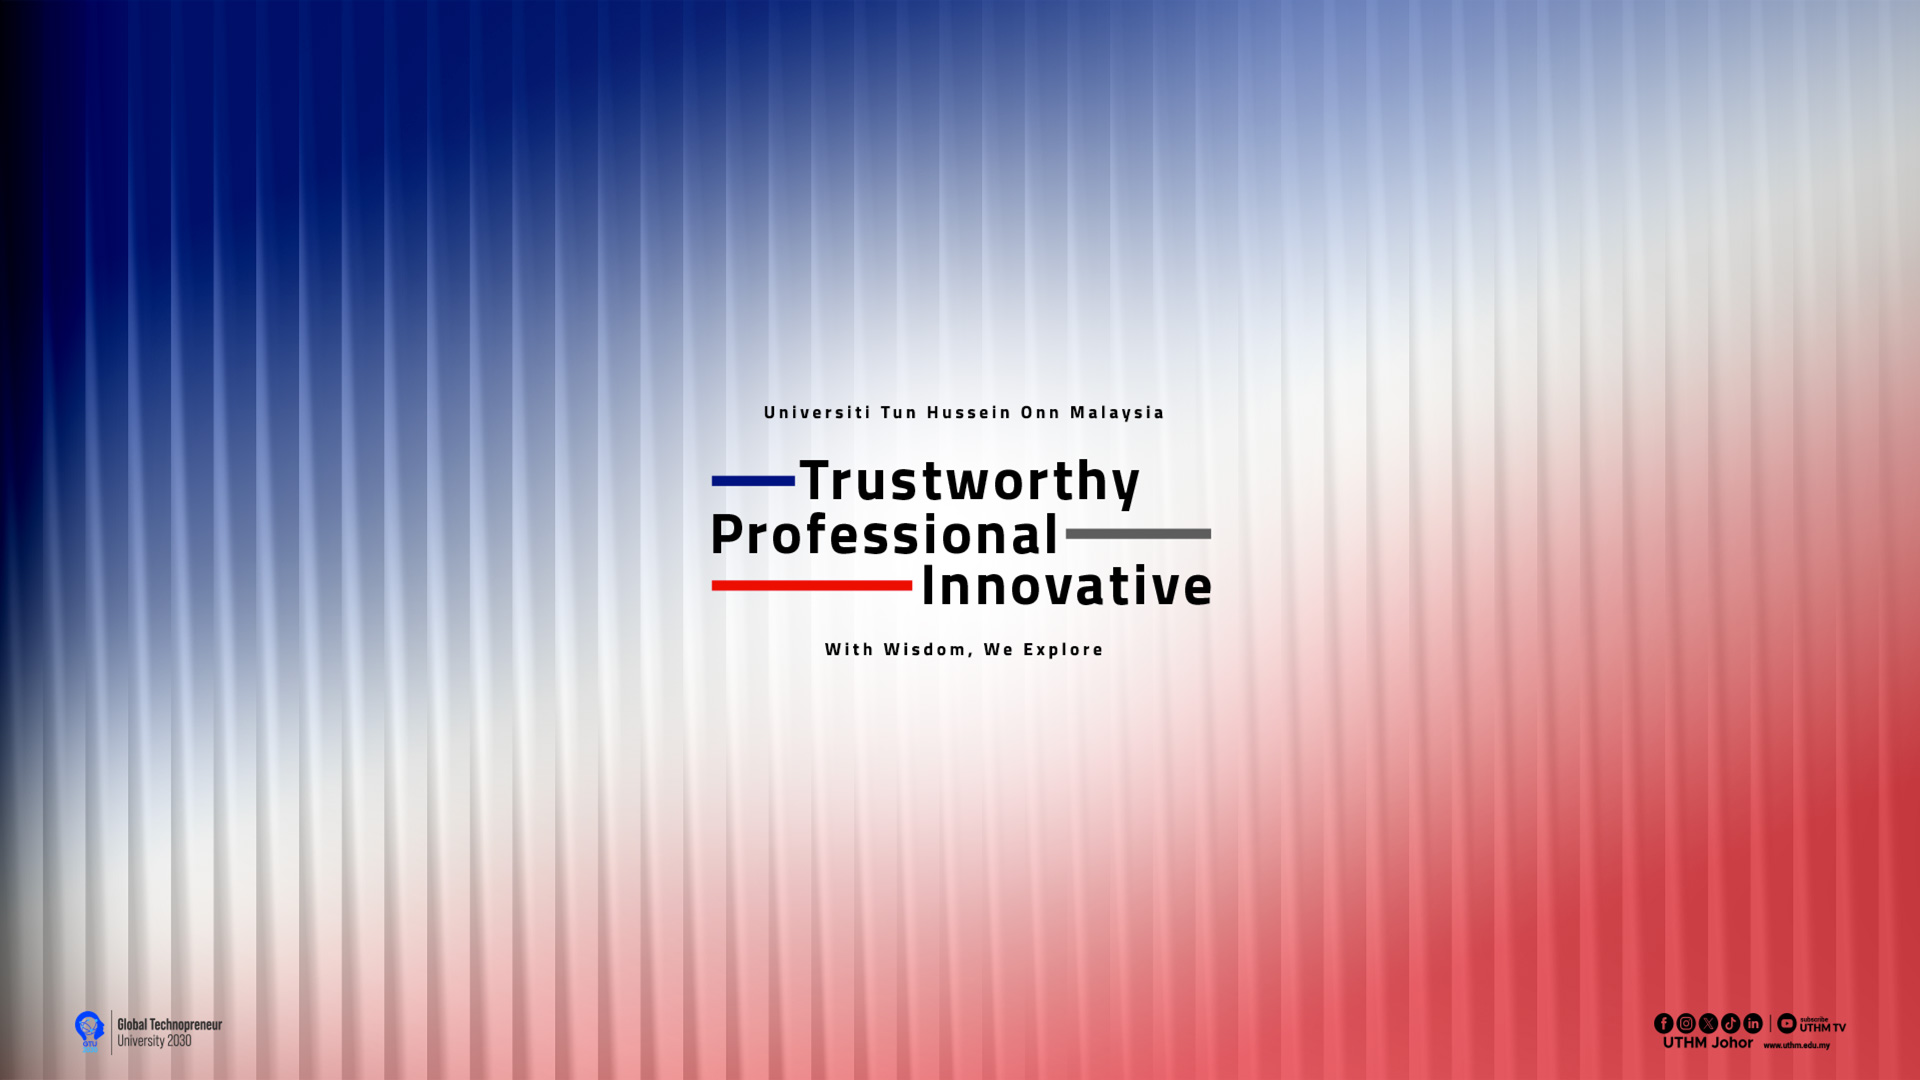 Universiti Tun Hussein Onn Malaysia
Trustworthy
Professional
Innovative
With Wisdom, We Explore
GTU
Global Technopreneur
University 2030
subscribe
UTHM TV
UTHM Johor
www.uthm.edu.my